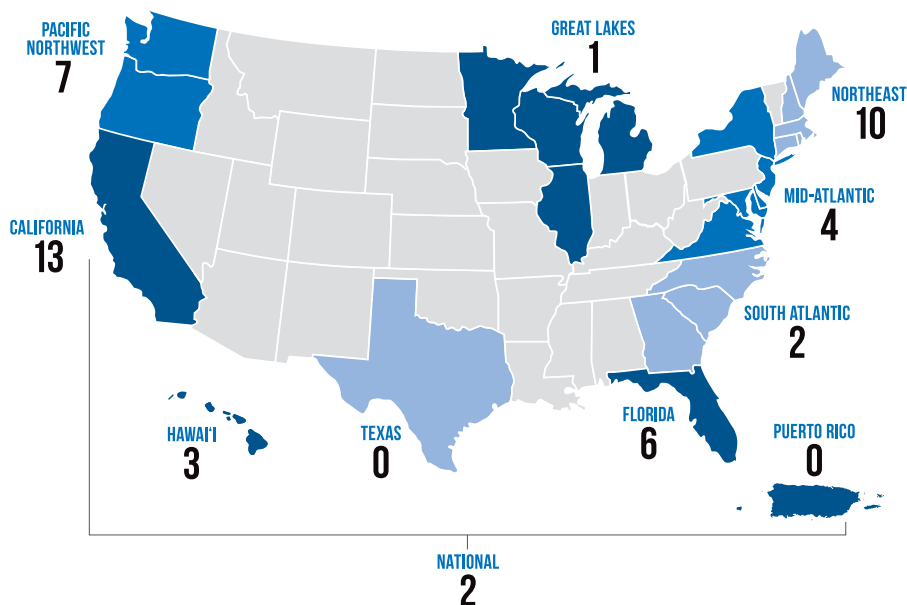 PACIFIC
NORTHWEST
7
GREAT LAKES
1
NORTHEAST
10
MID-ATLANTIC
4
CALIFORNIA
13
SOUTH ATLANTIC
2
HAWAI‘I
3
TEXAS
0
FLORIDA
6
PUERTO RICO
0
NATIONAL
2